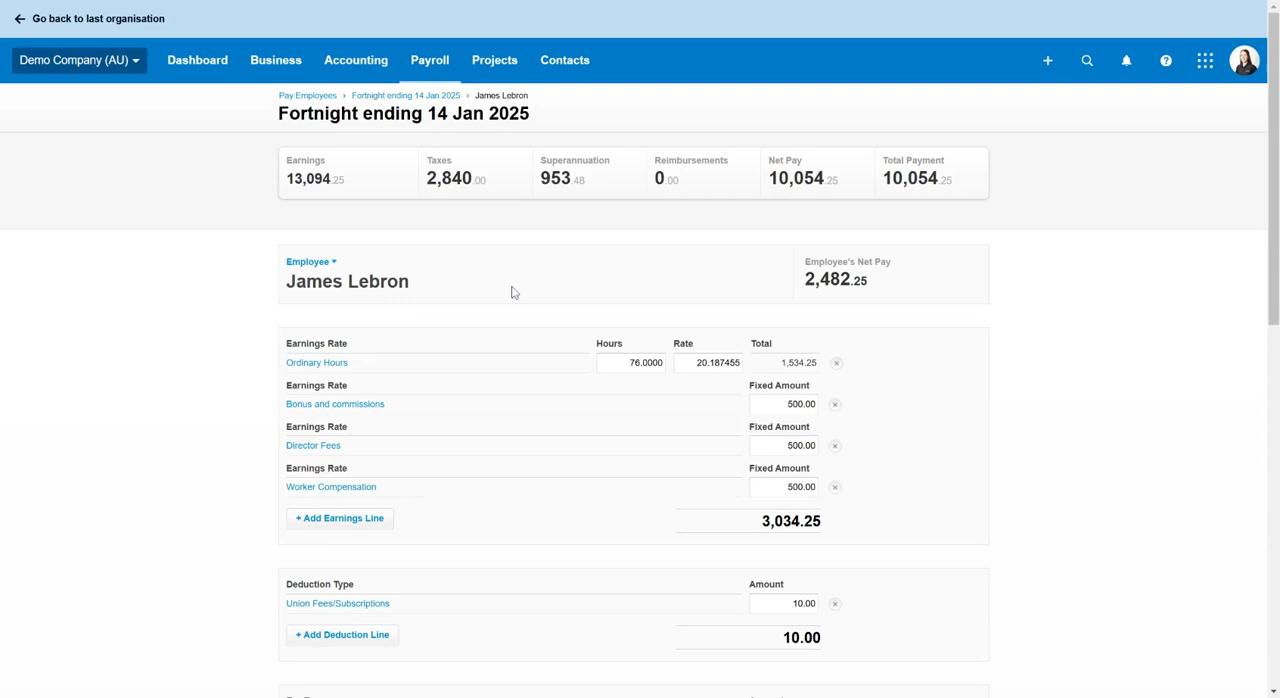 Go back to last organisation
Demo Company (AU) Dashboard Business Accounting Payroll Projects Contacts
Pay Employees › Fortnight ending 14 Jan 2025 › James Lebron
Fortnight ending 14 Jan 2025
Earnings Taxes Superannuation Reimbursements Net Pay Total Payment
13,094.25 2,840.00 953.48 0.00 10,054.25 10,054.25
Employee Employee's Net Pay
James Lebron 2,482.25
Earnings Rate Hours Rate Total
Ordinary Hours 76.0000 20.187455 1,534.25
Earnings Rate Fixed Amount
Bonus and commissions 500.00
Earnings Rate Fixed Amount
Director Fees 500.00
Earnings Rate Fixed Amount
Worker Compensation 500.00
+ Add Earnings Line 3,034.25
Deduction Type Amount
Union Fees/Subscriptions 10.00
+ Add Deduction Line 10.00